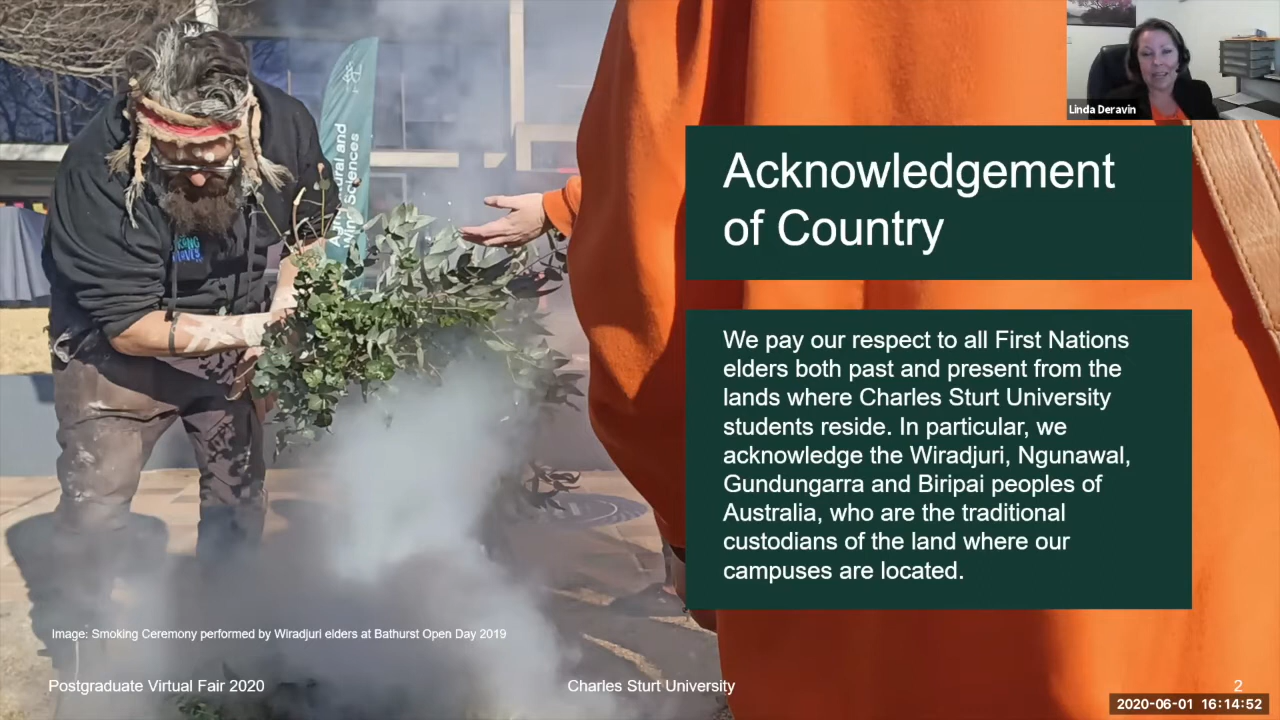 Linda Deravin
Acknowledgement
of Country
We pay our respect to all First Nations
elders both past and present from the
lands where Charles Sturt University
students reside. In particular, we
acknowledge the Wiradjuri, Ngunawal,
Gundungarra and Biripai peoples of
Australia, who are the traditional
custodians of the land where our
campuses are located.
Image: Smoking Ceremony performed by Wiradjuri elders at Bathurst Open Day 2019
Postgraduate Virtual Fair 2020
Charles Sturt University
2
2020-06-01 16:14:52
and
Sciences